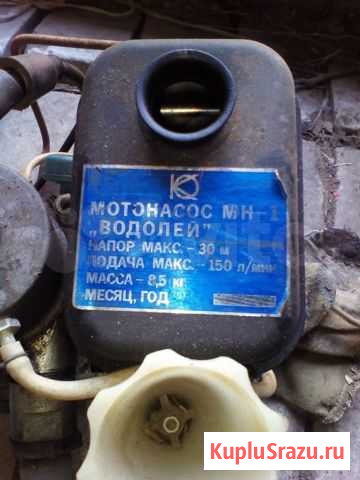 МОТОНАСОС МН-1
„ВОДОЛЕЙ"
НАПОР МАКС.-30 м
ПОДАЧА МАКС.-150 л/мин
МАССА-8,5 кг
МЕСЯЦ, ГОД
KupluSrazu.ru